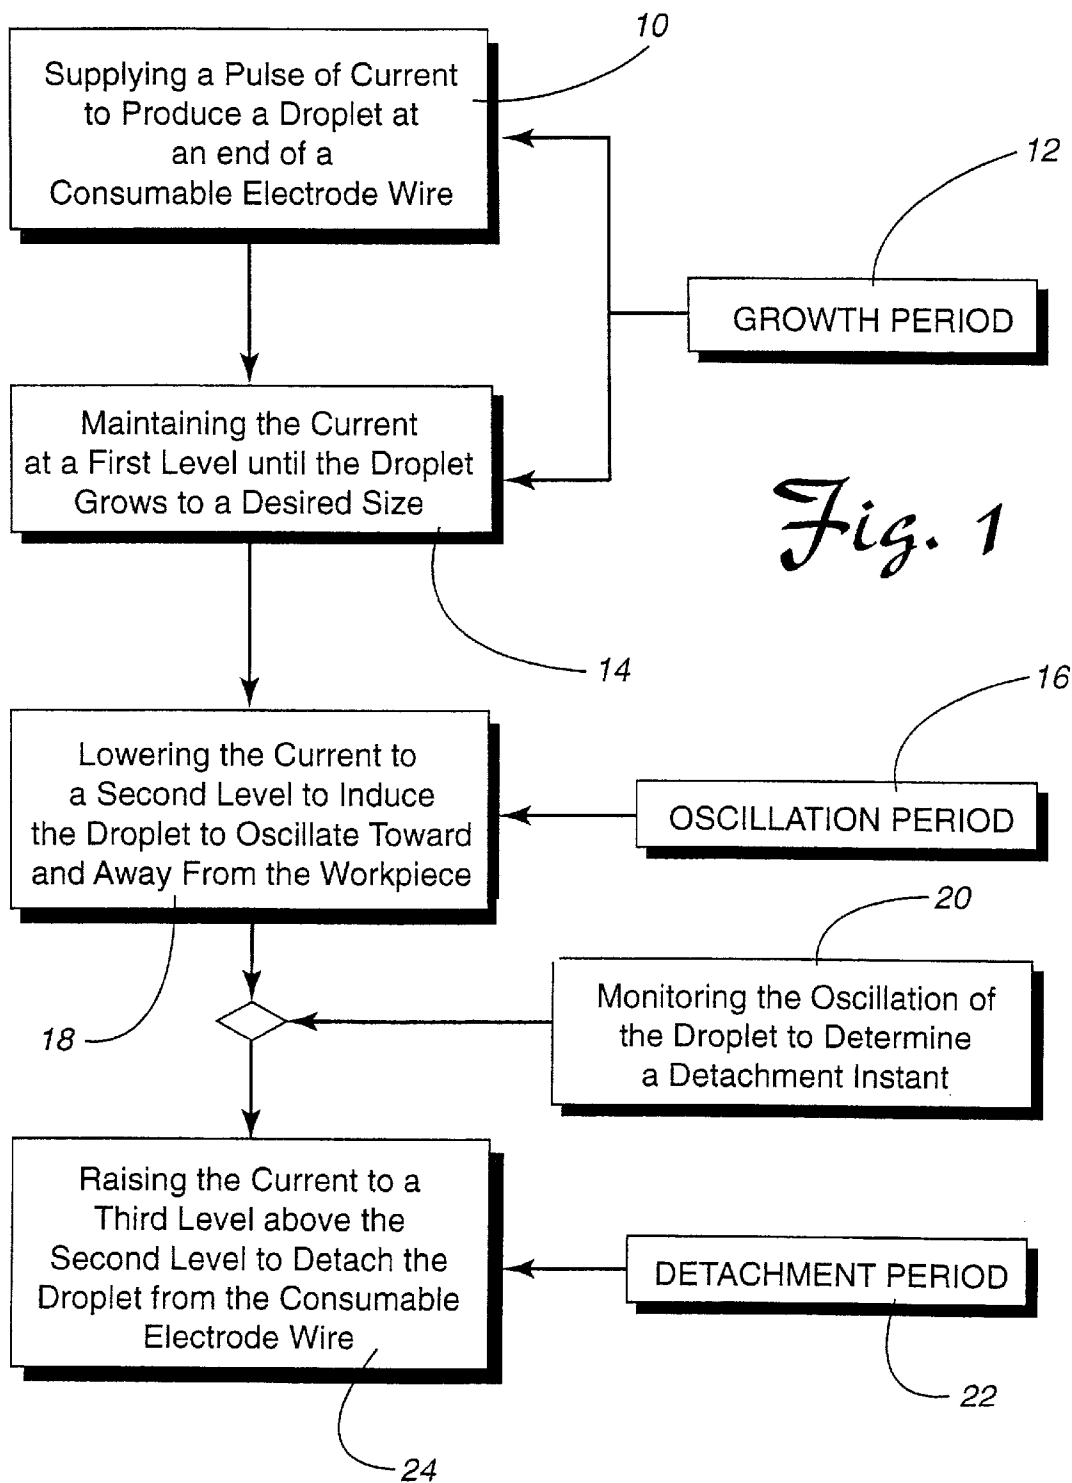 10
Supplying a Pulse of Current
to Produce a Droplet at
an end of a
Consumable Electrode Wire
12
GROWTH PERIOD
Maintaining the Current
at a First Level until the Droplet
Grows to a Desired Size
Fig. 1
14
16
Lowering the Current to
a Second Level to Induce
the Droplet to Oscillate Toward
and Away From the Workpiece
OSCILLATION PERIOD
20
Monitoring the Oscillation of
the Droplet to Determine
a Detachment Instant
18
Raising the Current to a
Third Level above the
Second Level to Detach the
Droplet from the Consumable
Electrode Wire
DETACHMENT PERIOD
22
24